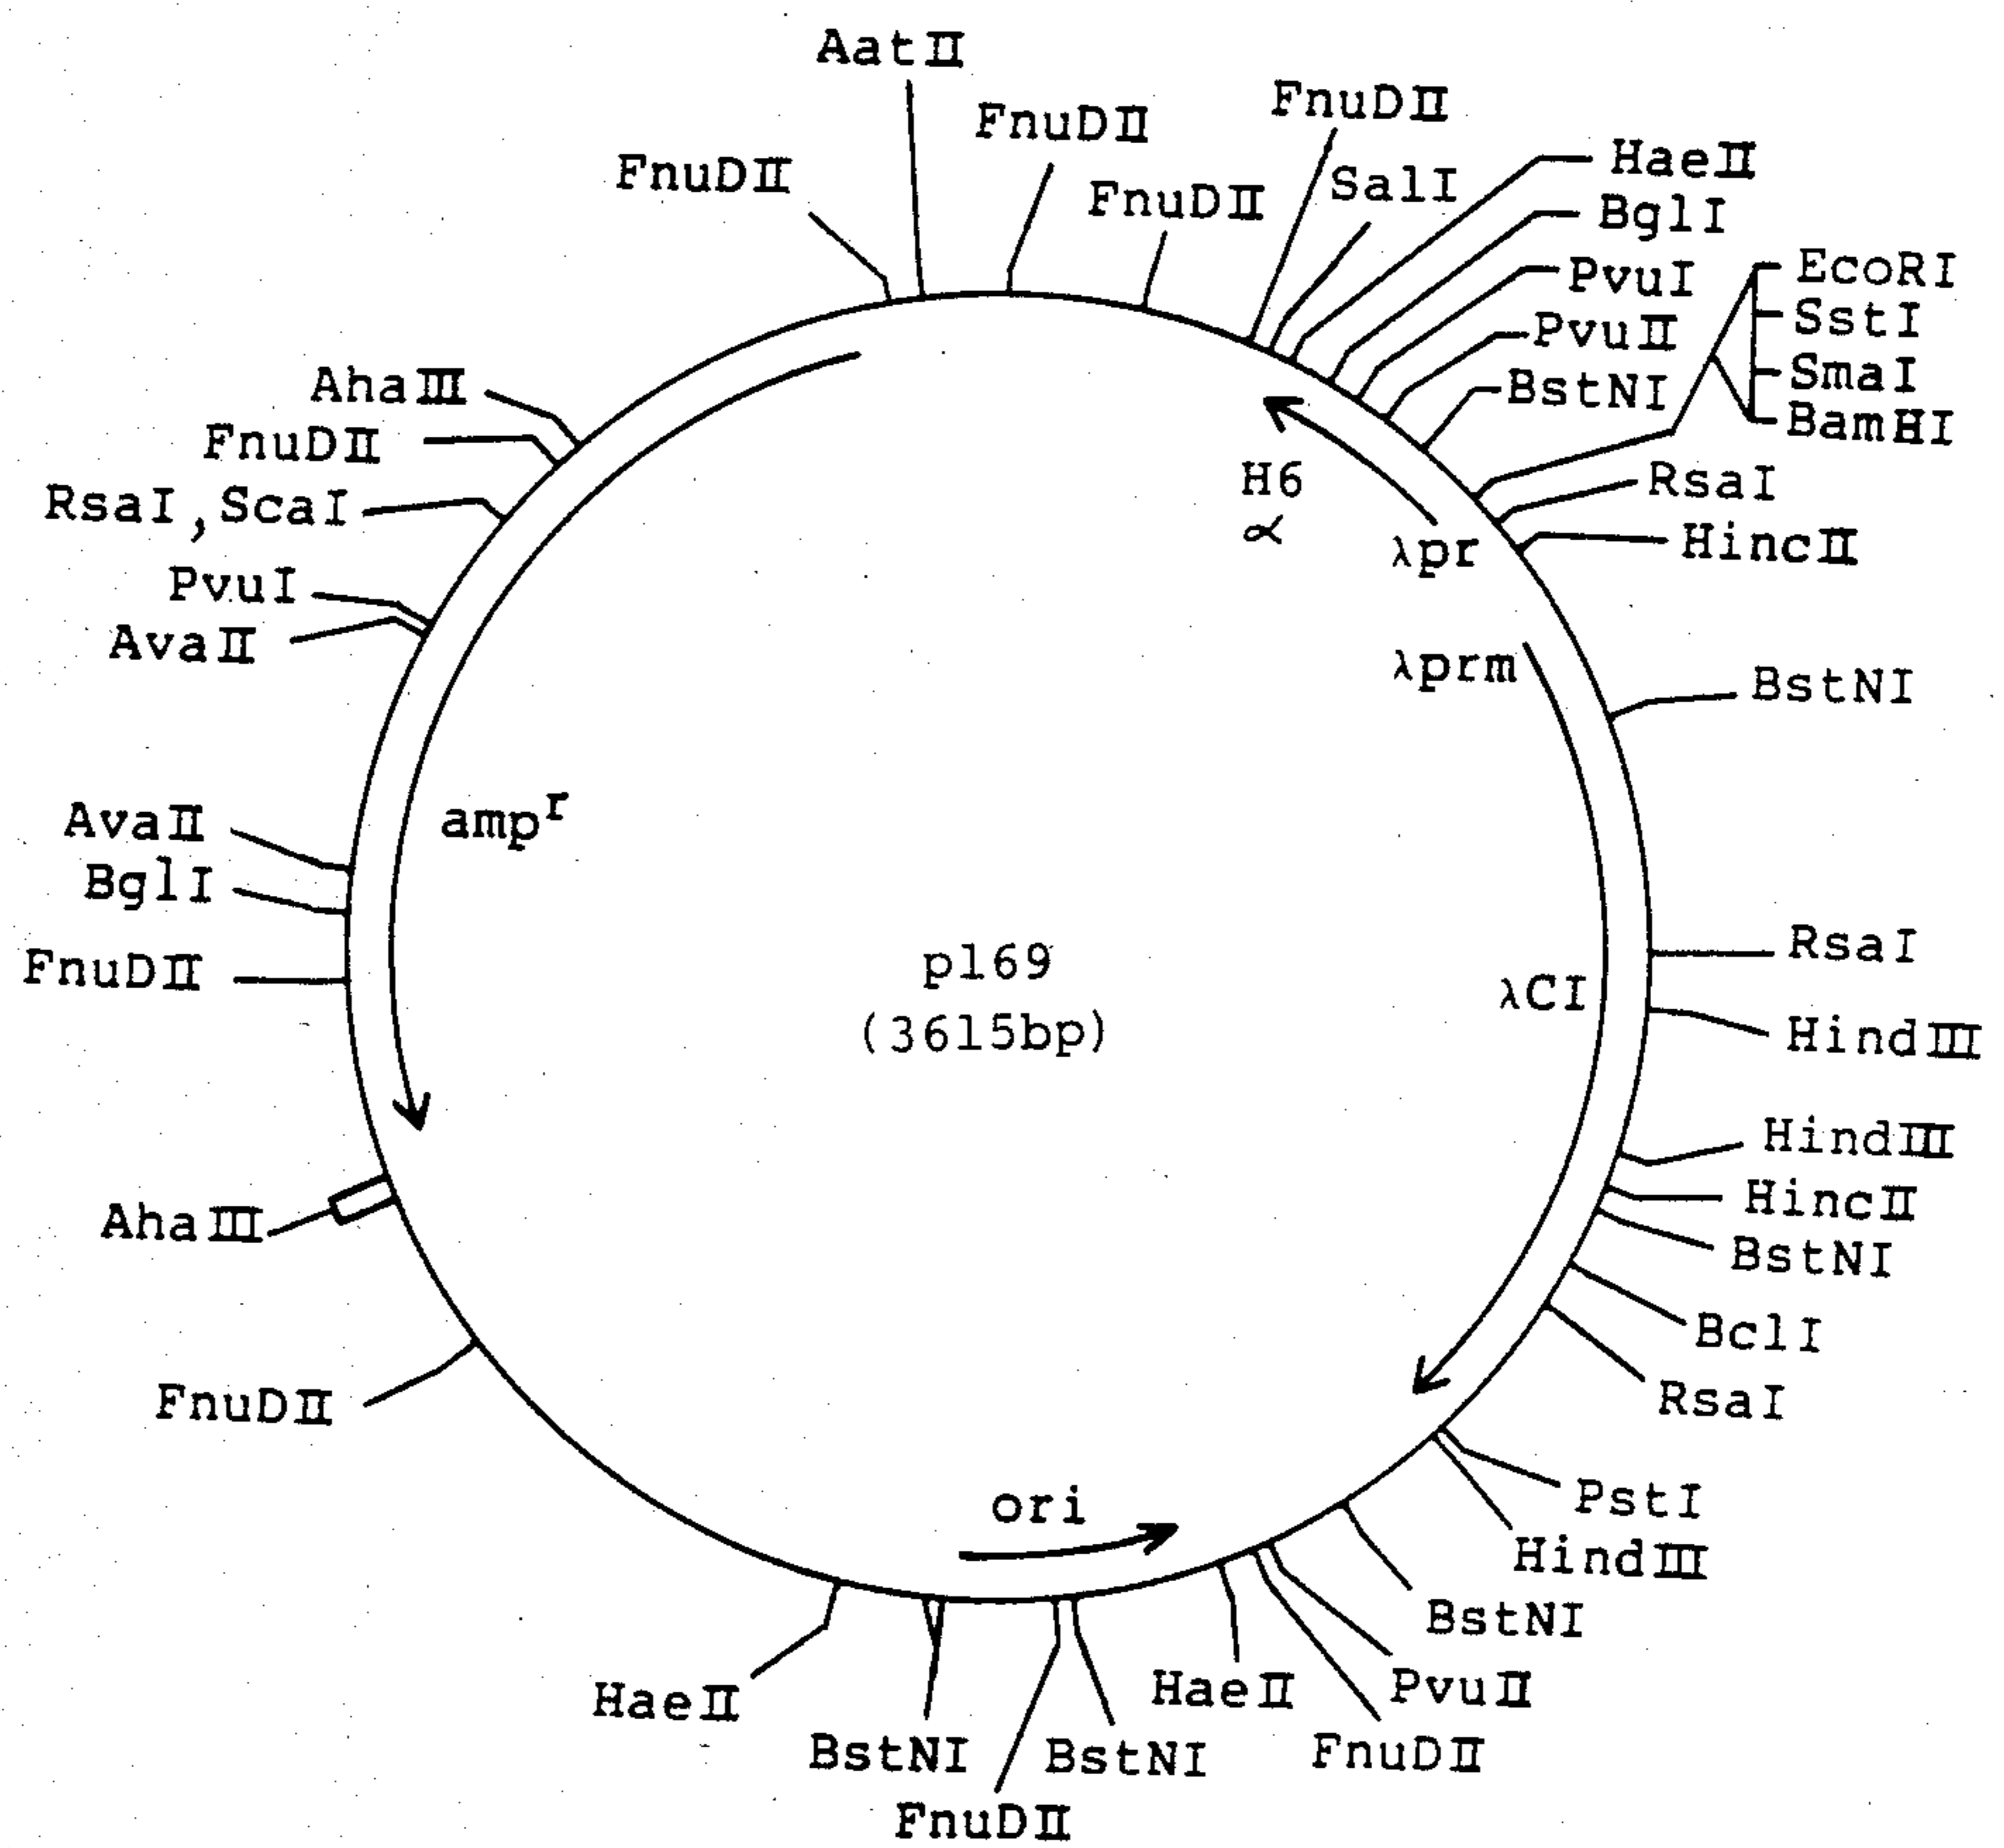 AatII
FnuDII
FnuDII
FnuDII
FnuDII
SalI
HaeII
BglI
PvuI
PvuII
BstNI
EcoRI
SstI
SmaI
BamHI
RsaI
HincII
BstNI
RsaI
HindIII
HindIII
HincII
BstNI
BclI
RsaI
PstI
HindIII
BstNI
PvuII
FnuDII
HaeII
BstNI
FnuDII
BstNI
HaeII
FnuDII
AhaIII
FnuDII
BglI
AvaII
AvaII
PvuI
RsaI,ScaI
FnuDII
AhaIII
H6
α
λpr
λprm
λCI
ampʳ
ori
p169
(3615bp)